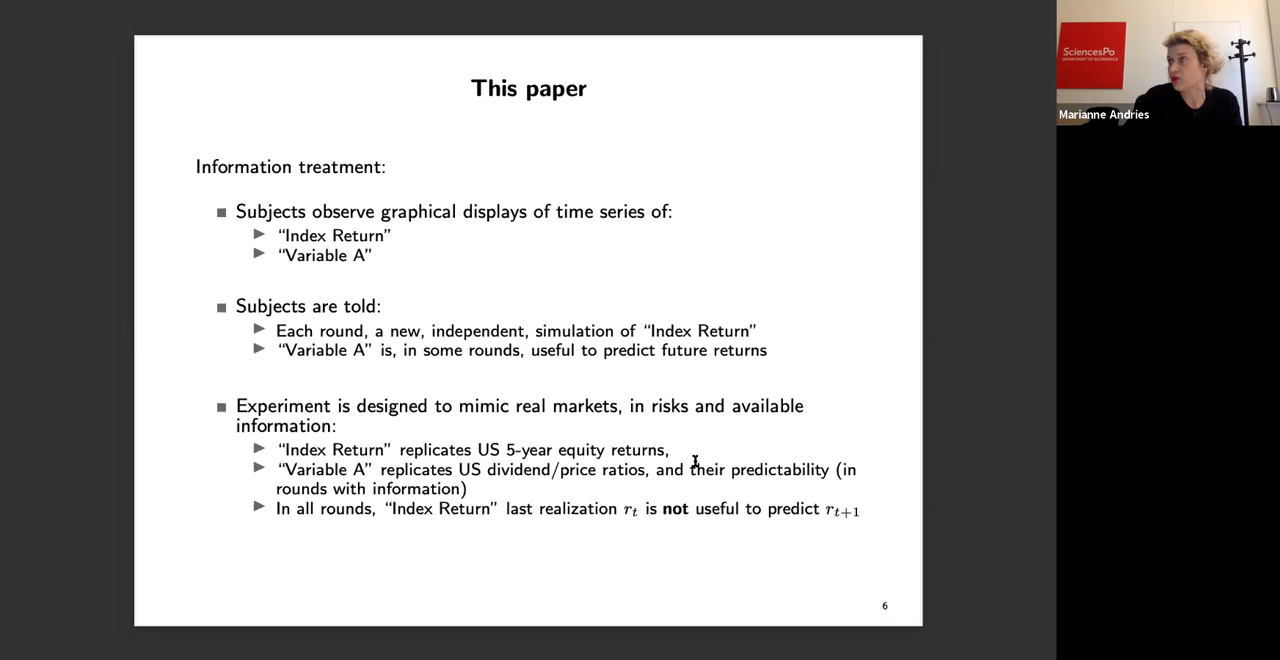 This paper
Information treatment:
Subjects observe graphical displays of time series of:
“Index Return”
“Variable A”
Subjects are told:
Each round, a new, independent, simulation of “Index Return”
“Variable A” is, in some rounds, useful to predict future returns
Experiment is designed to mimic real markets, in risks and available
information:
“Index Return” replicates US 5-year equity returns,
“Variable A” replicates US dividend/price ratios, and their predictability (in
rounds with information)
In all rounds, “Index Return” last realization r_t is not useful to predict r_{t+1}
6
SciencesPo
DEPARTMENT OF ECONOMICS
Marianne Andries